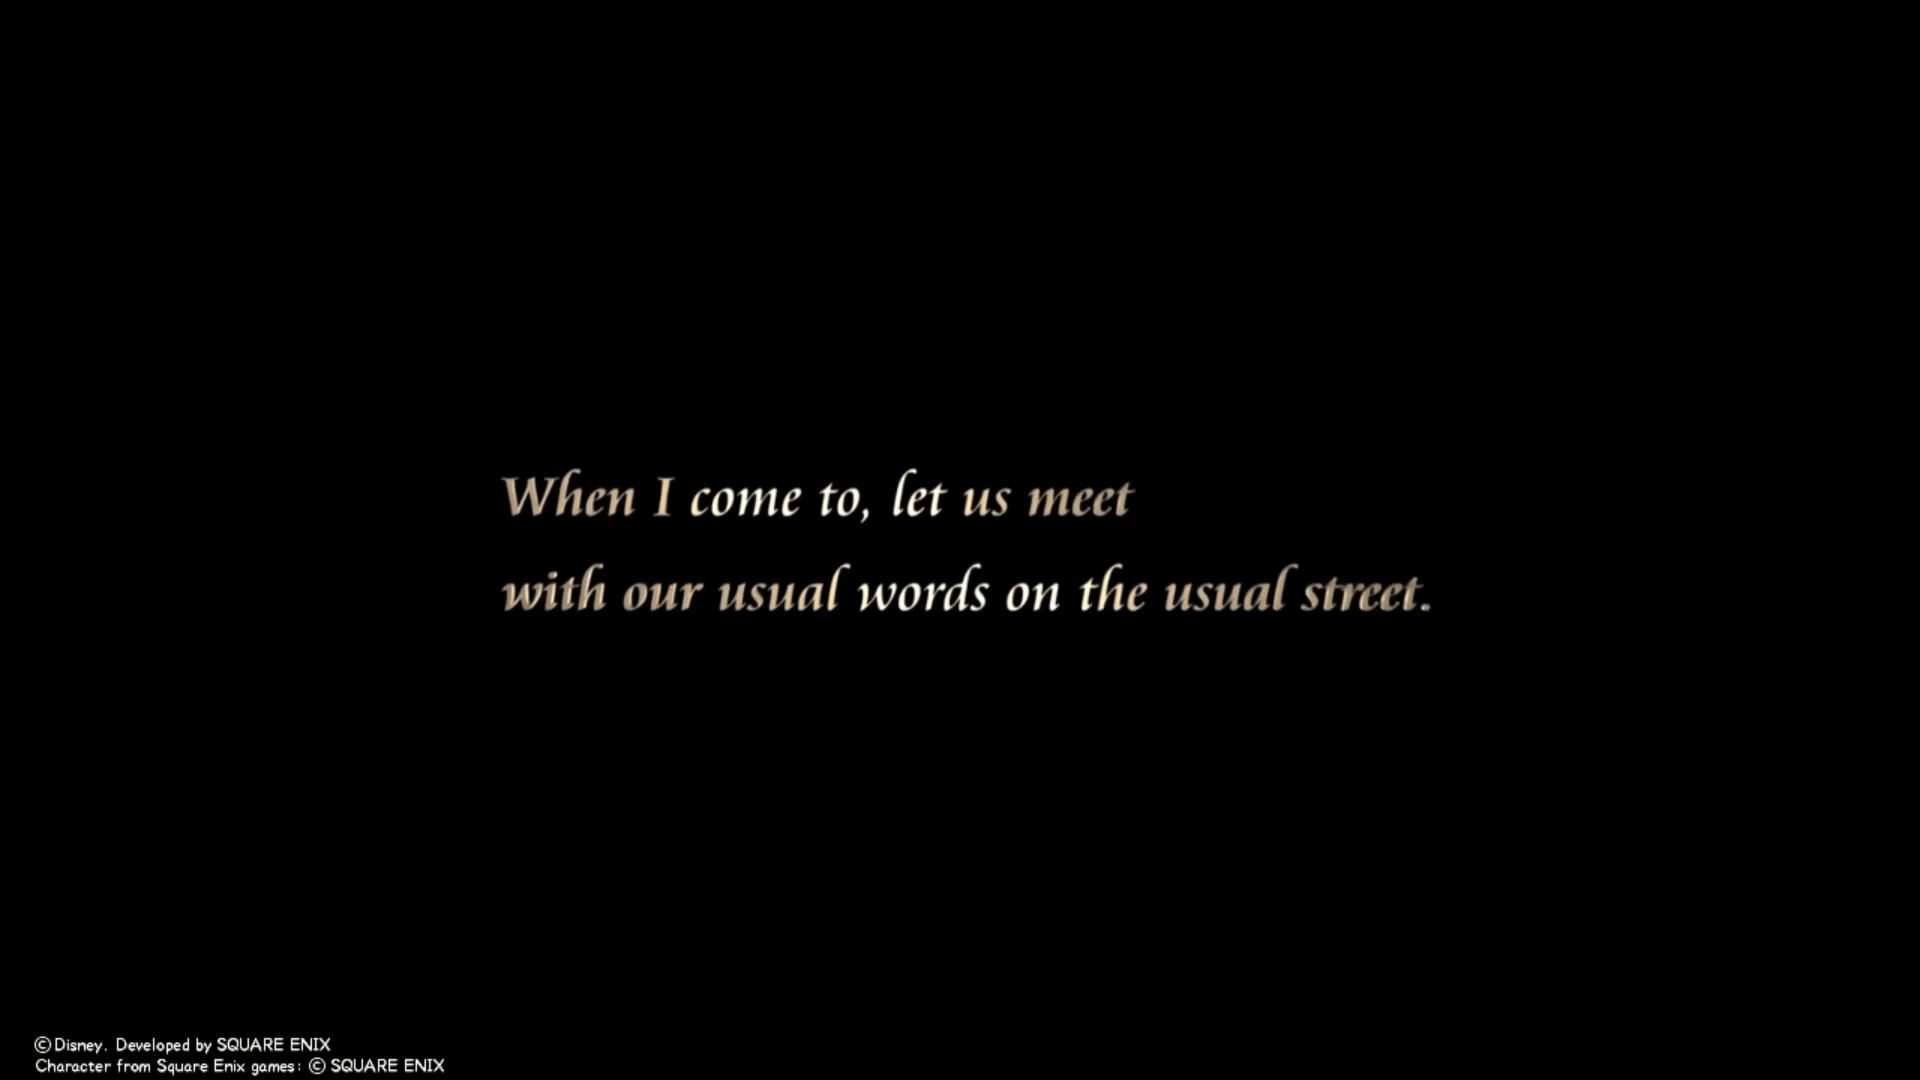 When I come to, let us meet
with our usual words on the usual street.
©Disney. Developed by SQUARE ENIX
Character from Square Enix games: © SQUARE ENIX